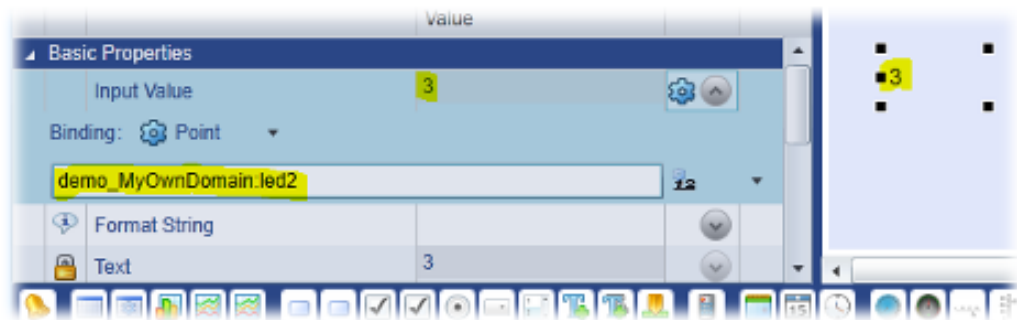 Value
Basic Properties
Input Value 3
3
Binding: Point
demo_MyOwnDomain:led2
12
Format String
Text 3
15